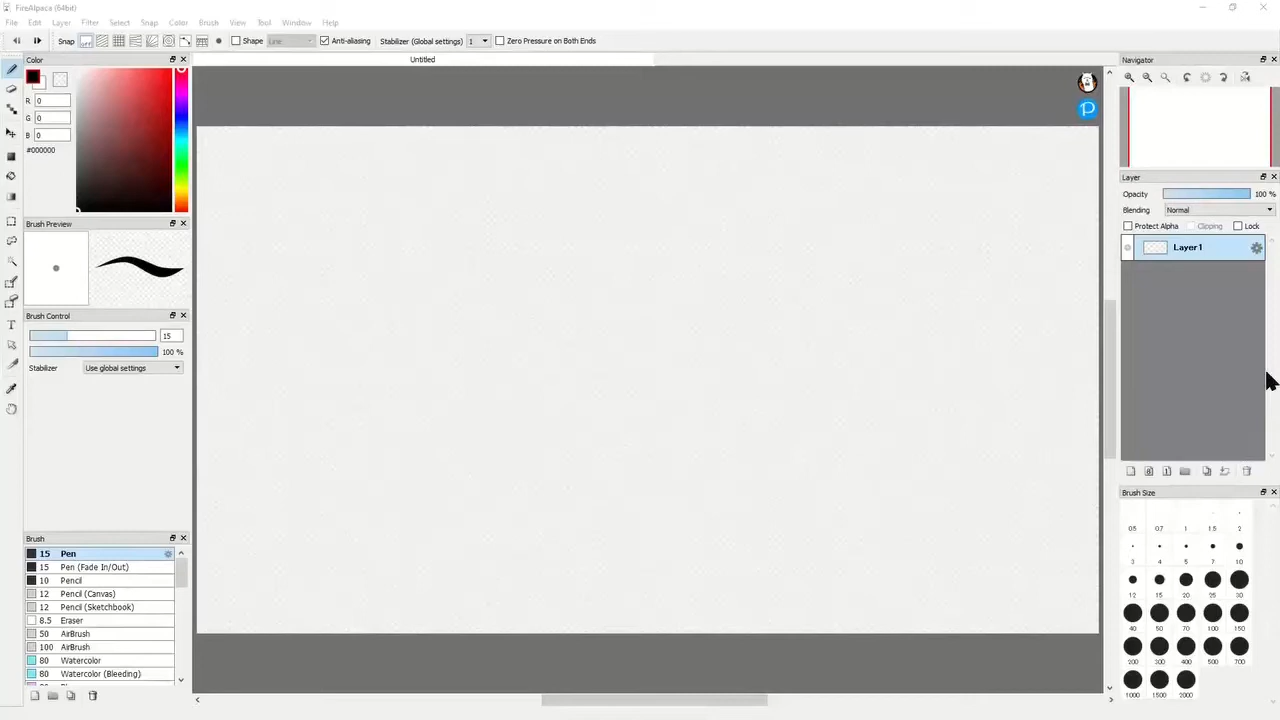 FireAlpaca (64bit)
File Edit Layer Filter Select Snap Color Brush View Tool Window Help
Snap off Shape Line Anti-aliasing Stabilizer (Global settings) 1 Zero Pressure on Both Ends
Color
R 0
G 0
B 0
#000000
Brush Preview
Brush Control
15
100 %
Stabilizer Use global settings
Brush
15 Pen
15 Pen (Fade In/Out)
10 Pencil
12 Pencil (Canvas)
12 Pencil (Sketchbook)
8.5 Eraser
50 AirBrush
100 AirBrush
80 Watercolor
80 Watercolor (Bleeding)
Untitled
P
Navigator
Layer
Opacity 100 %
Blending Normal
Protect Alpha Clipping Lock
Layer1
Brush Size
0.5 0.7 1 1.5 2
3 4 5 7 10
12 15 20 25 30
40 50 70 100 150
200 300 400 500 700
1000 1500 2000